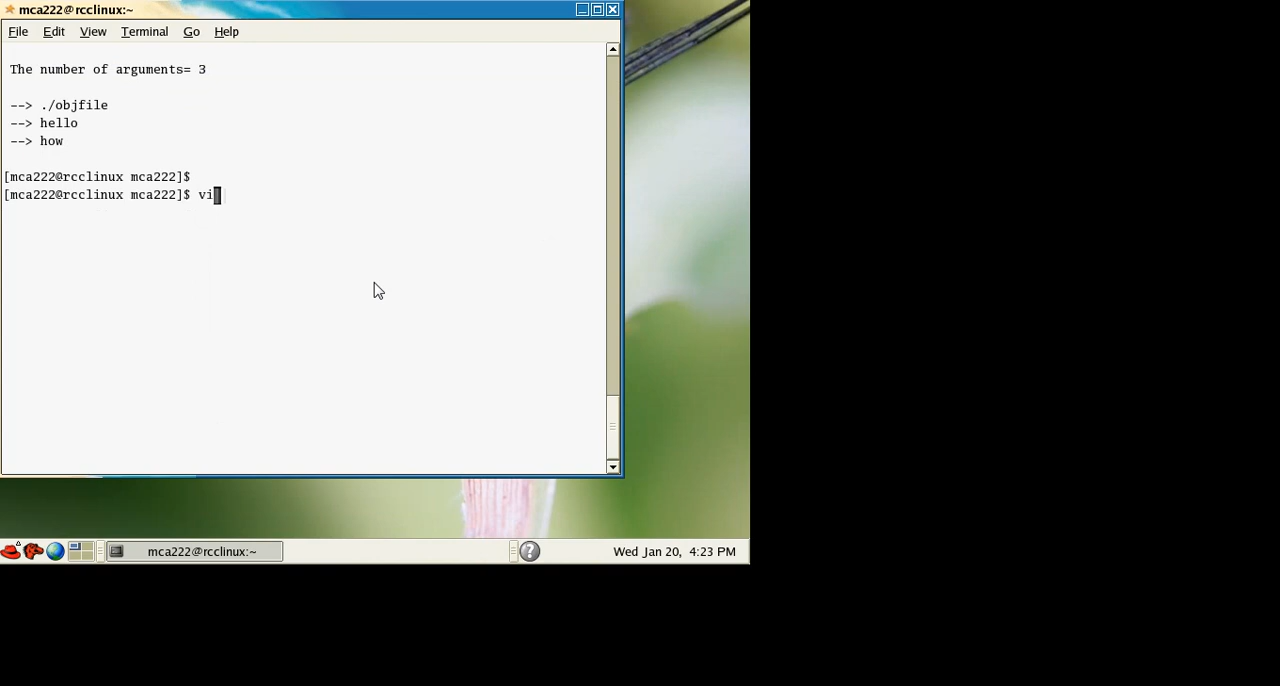 mca222@rcclinux:~
File Edit View Terminal Go Help
The number of arguments= 3
--> ./objfile
--> hello
--> how
[mca222@rcclinux mca222]$
[mca222@rcclinux mca222]$ vi
mca222@rcclinux:~ ? Wed Jan 20, 4:23 PM